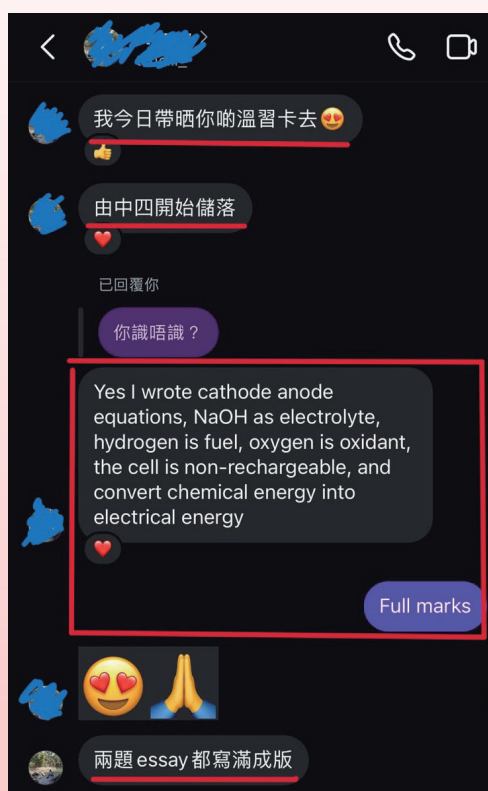 我今日帶晒你啲溫習卡去😍
👍
由中四開始儲落
❤️
已回覆你
你識唔識？
Yes I wrote cathode anode
equations, NaOH as electrolyte,
hydrogen is fuel, oxygen is oxidant,
the cell is non-rechargeable, and
convert chemical energy into
electrical energy
❤️
Full marks
😍🙏
兩題 essay 都寫滿成版